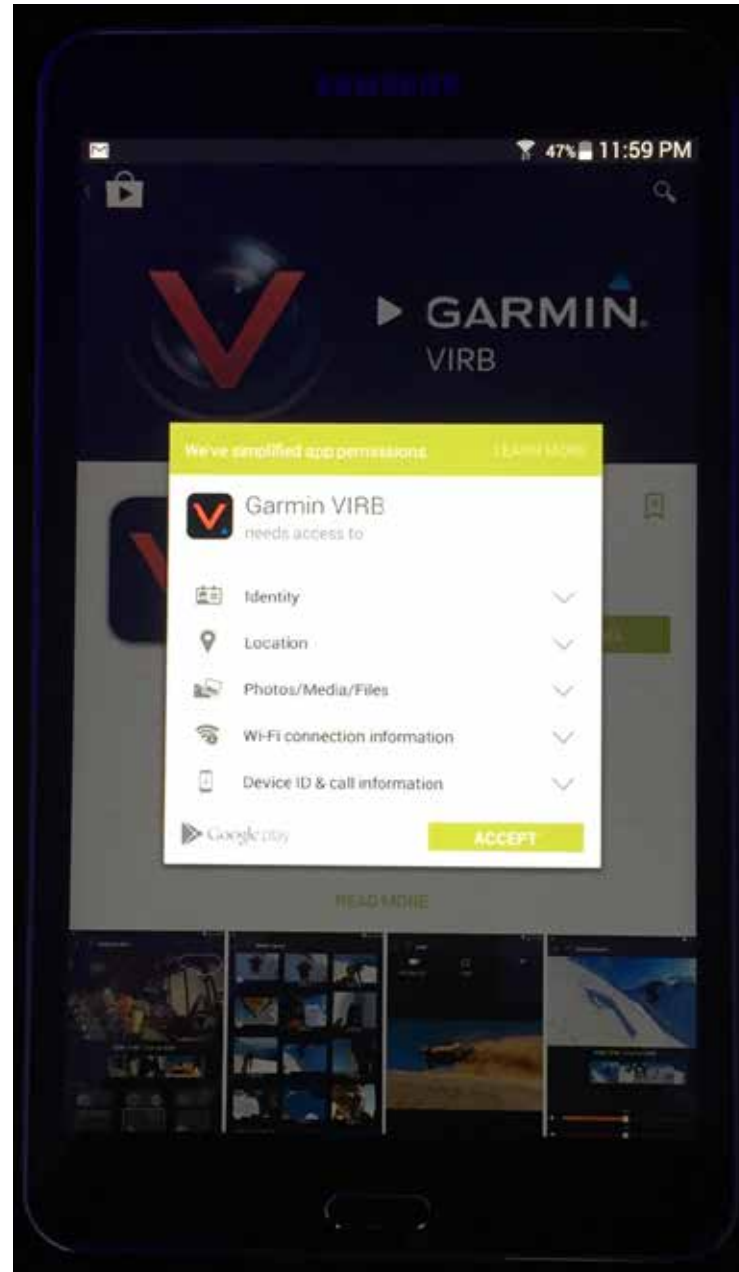 SAMSUNG
47% 11:59 PM
GARMIN.
VIRB
We've simplified app permissions LEARN MORE
Garmin VIRB
needs access to
Identity
Location
Photos/Media/Files
Wi-Fi connection information
Device ID & call information
Google play ACCEPT
READ MORE